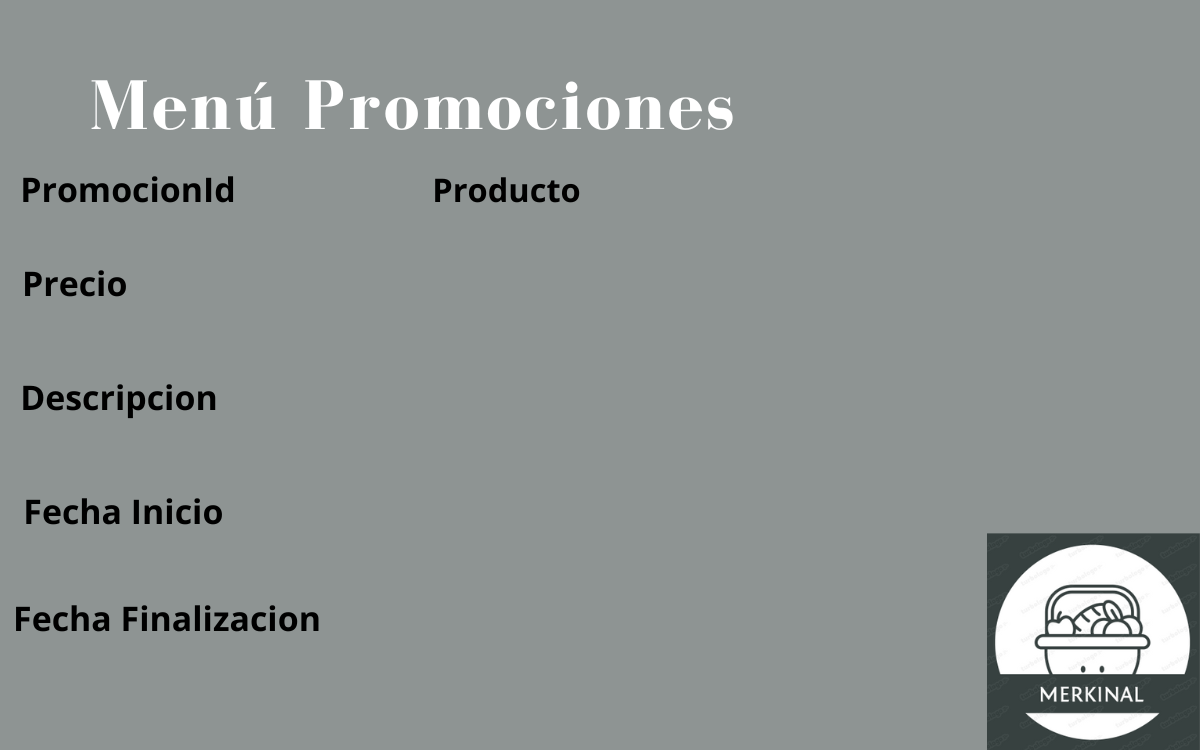 Menú Promociones
PromocionId
Producto
Precio
Descripcion
Fecha Inicio
Fecha Finalizacion
MERKINAL